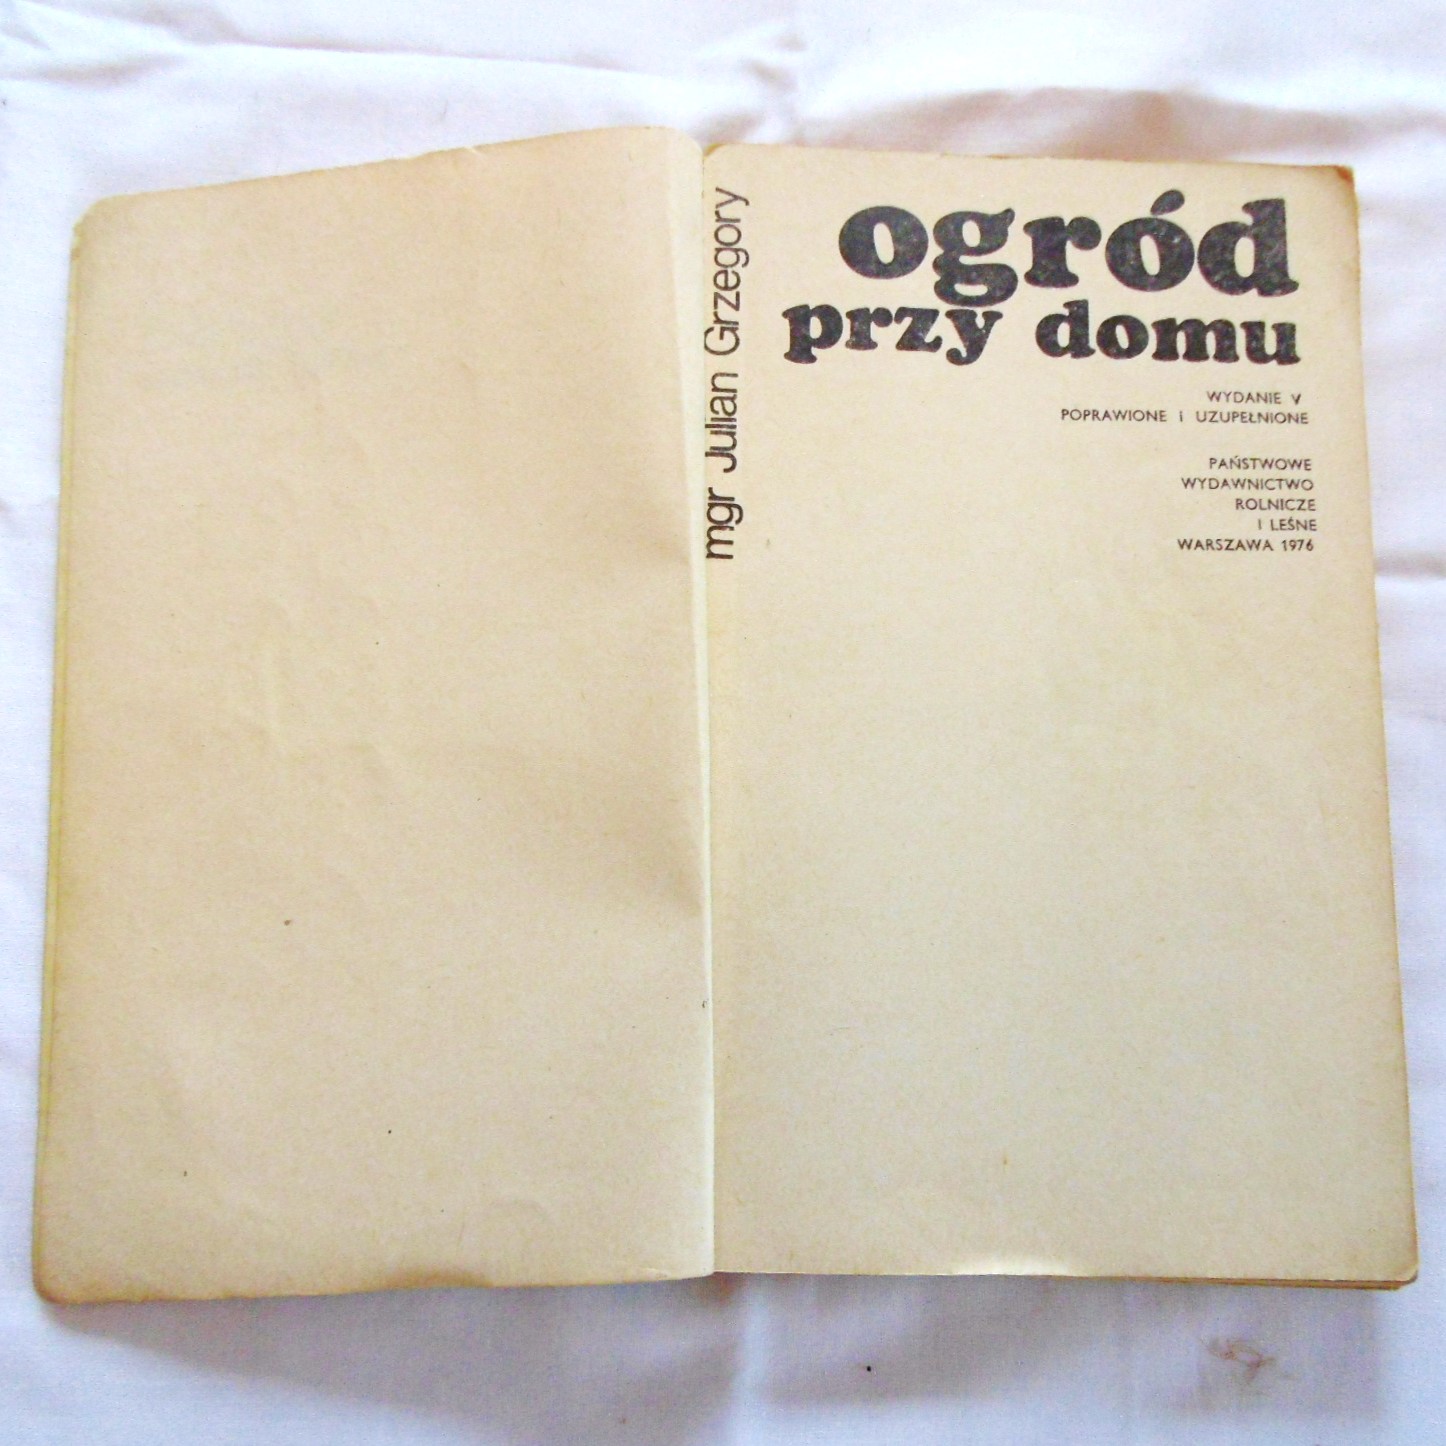 mgr Julian Grzegory
ogród
przy domu
WYDANIE V
POPRAWIONE I UZUPEŁNIONE
PAŃSTWOWE
WYDAWNICTWO
ROLNICZE
I LEŚNE
WARSZAWA 1976